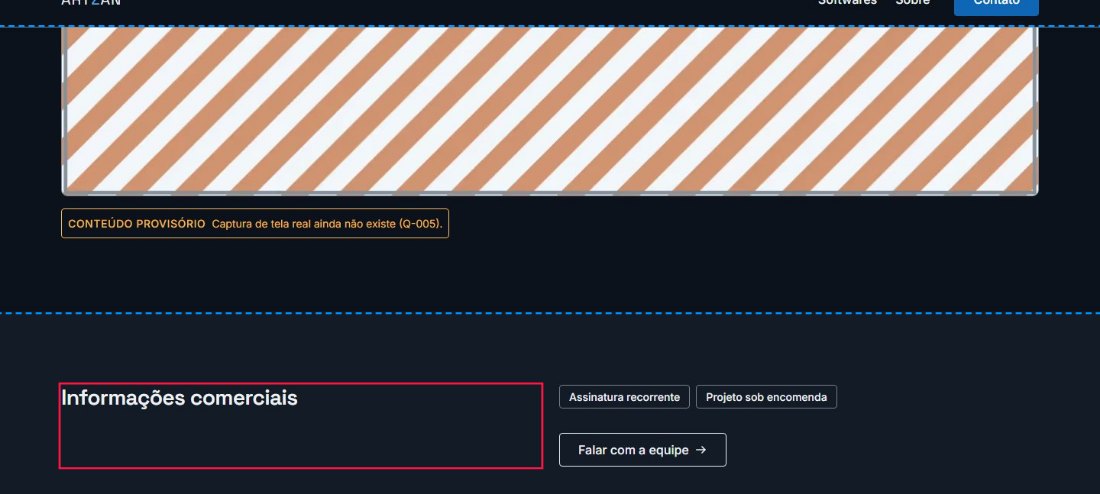 ARTZAN
Softwares Sobre Contato
CONTEÚDO PROVISÓRIO Captura de tela real ainda não existe (Q-005).
Informações comerciais
Assinatura recorrente Projeto sob encomenda
Falar com a equipe →